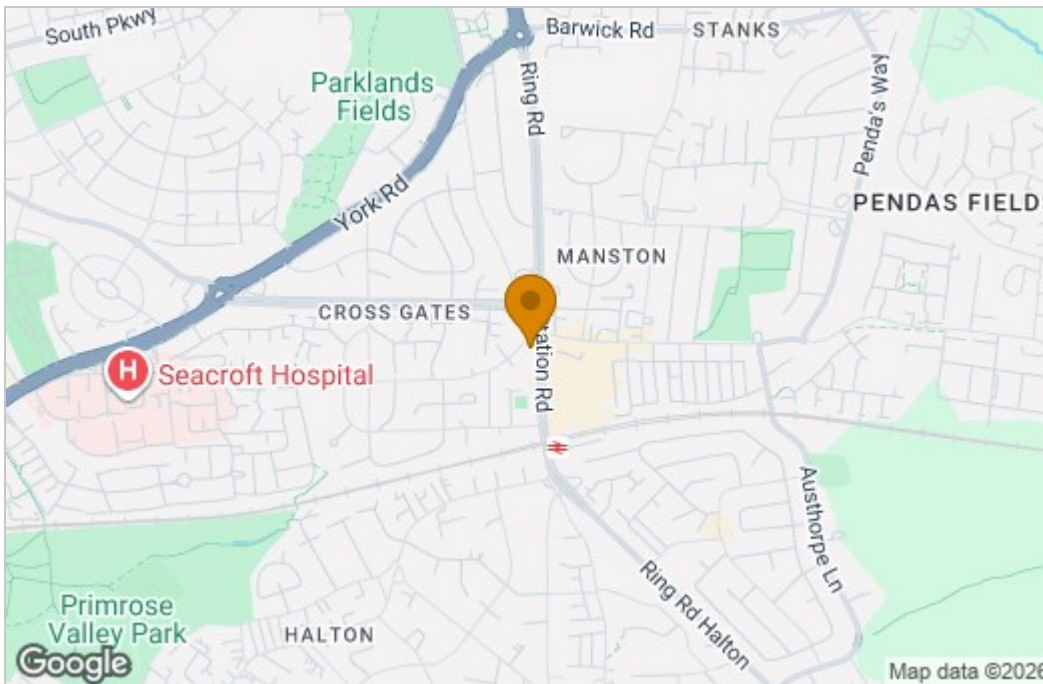 South Pkwy
Barwick Rd
STANKS
Parklands
Fields
Ring Rd
Penda's Way
York Rd
PENDAS FIELD
MANSTON
CROSS GATES
tation Rd
H
Seacroft Hospital
Austhorpe Ln
Primrose
Valley Park
HALTON
Ring Rd Halton
Google
Map data ©2026